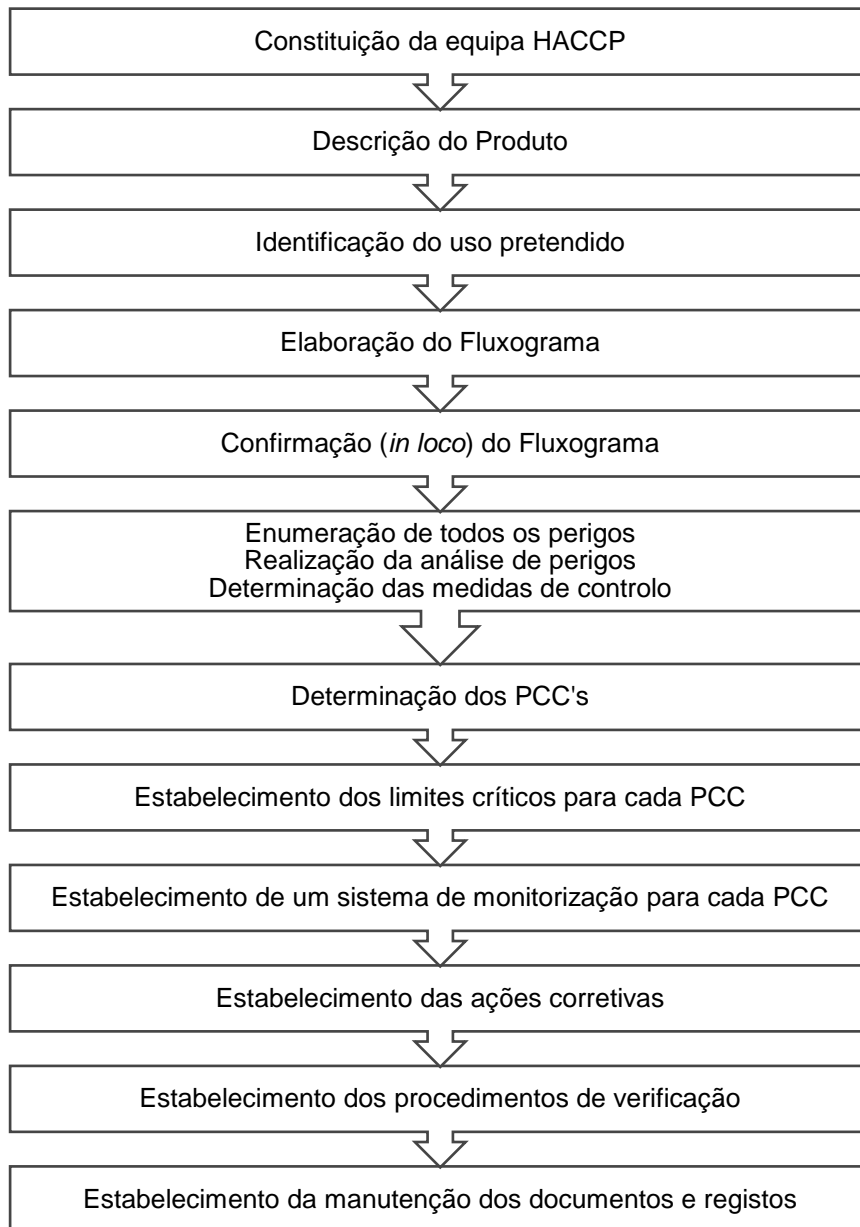 Constituição da equipa HACCP
Descrição do Produto
Identificação do uso pretendido
Elaboração do Fluxograma
Confirmação (in loco) do Fluxograma
Enumeração de todos os perigos
Realização da análise de perigos
Determinação das medidas de controlo
Determinação dos PCC's
Estabelecimento dos limites críticos para cada PCC
Estabelecimento de um sistema de monitorização para cada PCC
Estabelecimento das ações corretivas
Estabelecimento dos procedimentos de verificação
Estabelecimento da manutenção dos documentos e registos